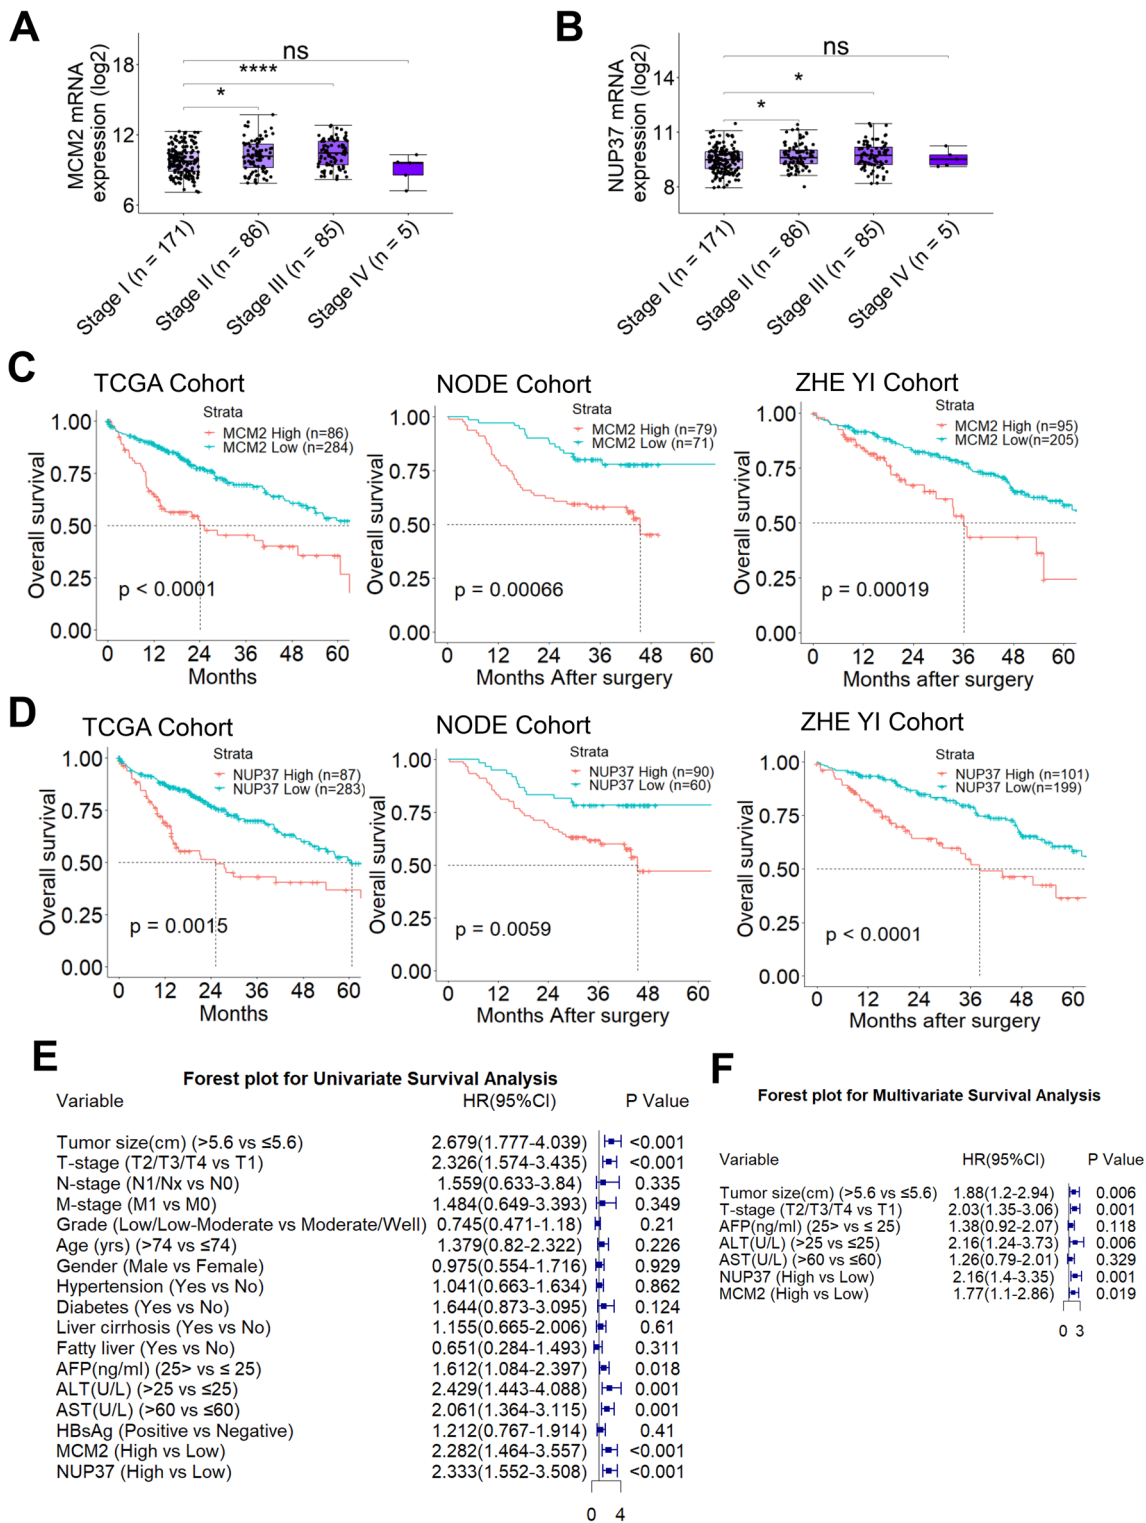 A
MCM2 mRNA
expression (log2)
18
12
6
ns
****
*
Stage I (n = 171)
Stage II (n = 86)
Stage III (n = 85)
Stage IV (n = 5)
B
NUP37 mRNA
expression (log2)
14
11
8
ns
*
*
Stage I (n = 171)
Stage II (n = 86)
Stage III (n = 85)
Stage IV (n = 5)
C
TCGA Cohort
Strata
MCM2 High (n=86)
MCM2 Low (n=284)
Overall survival
1.00
0.75
0.50
0.25
0.00
p < 0.0001
0 12 24 36 48 60
Months
NODE Cohort
Strata
MCM2 High (n=79)
MCM2 Low (n=71)
Overall survival
1.00
0.75
0.50
0.25
0.00
p = 0.00066
0 12 24 36 48 60
Months After surgery
ZHE YI Cohort
Strata
MCM2 High (n=95)
MCM2 Low(n=205)
Overall survival
1.00
0.75
0.50
0.25
0.00
p = 0.00019
0 12 24 36 48 60
Months after surgery
D
TCGA Cohort
Strata
NUP37 High (n=87)
NUP37 Low (n=283)
Overall survival
1.00
0.75
0.50
0.25
0.00
p = 0.0015
0 12 24 36 48 60
Months
NODE Cohort
Strata
NUP37 High (n=90)
NUP37 Low (n=60)
Overall survival
1.00
0.75
0.50
0.25
0.00
p = 0.0059
0 12 24 36 48 60
Months After surgery
ZHE YI Cohort
Strata
NUP37 High (n=101)
NUP37 Low(n=199)
Overall survival
1.00
0.75
0.50
0.25
0.00
p < 0.0001
0 12 24 36 48 60
Months after surgery
E
Forest plot for Univariate Survival Analysis
Variable HR(95%CI) P Value
Tumor size(cm) (>5.6 vs ≤5.6) 2.679(1.777-4.039) <0.001
T-stage (T2/T3/T4 vs T1) 2.326(1.574-3.435) <0.001
N-stage (N1/Nx vs N0) 1.559(0.633-3.84) 0.335
M-stage (M1 vs M0) 1.484(0.649-3.393) 0.349
Grade (Low/Low-Moderate vs Moderate/Well) 0.745(0.471-1.18) 0.21
Age (yrs) (>74 vs ≤74) 1.379(0.82-2.322) 0.226
Gender (Male vs Female) 0.975(0.554-1.716) 0.929
Hypertension (Yes vs No) 1.041(0.663-1.634) 0.862
Diabetes (Yes vs No) 1.644(0.873-3.095) 0.124
Liver cirrhosis (Yes vs No) 1.155(0.665-2.006) 0.61
Fatty liver (Yes vs No) 0.651(0.284-1.493) 0.311
AFP(ng/ml) (25> vs ≤ 25) 1.612(1.084-2.397) 0.018
ALT(U/L) (>25 vs ≤25) 2.429(1.443-4.088) 0.001
AST(U/L) (>60 vs ≤60) 2.061(1.364-3.115) 0.001
HBsAg (Positive vs Negative) 1.212(0.767-1.914) 0.41
MCM2 (High vs Low) 2.282(1.464-3.557) <0.001
NUP37 (High vs Low) 2.333(1.552-3.508) <0.001
0 4
F
Forest plot for Multivariate Survival Analysis
Variable HR(95%CI) P Value
Tumor size(cm) (>5.6 vs ≤5.6) 1.88(1.2-2.94) 0.006
T-stage (T2/T3/T4 vs T1) 2.03(1.35-3.06) 0.001
AFP(ng/ml) (25> vs ≤ 25) 1.38(0.92-2.07) 0.118
ALT(U/L) (>25 vs ≤25) 2.16(1.24-3.73) 0.006
AST(U/L) (>60 vs ≤60) 1.26(0.79-2.01) 0.329
NUP37 (High vs Low) 2.16(1.4-3.35) 0.001
MCM2 (High vs Low) 1.77(1.1-2.86) 0.019
0 3